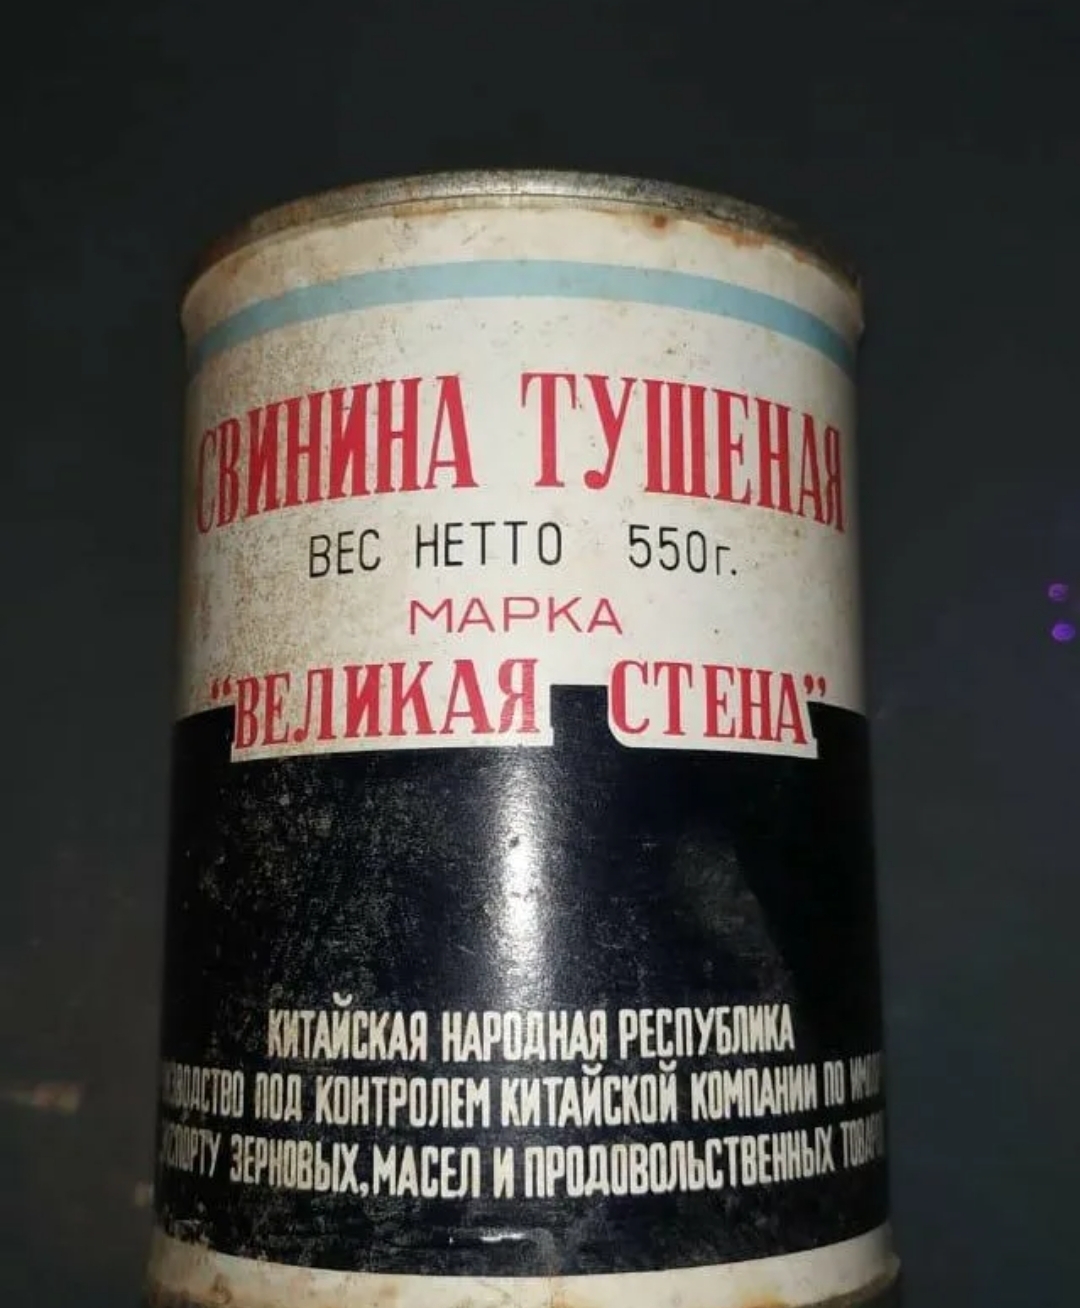 СВИНИНА ТУШЕНАЯ
ВЕС НЕТТО 550г.
МАРКА
“ВЕЛИКАЯ СТЕНА”
КИТАЙСКАЯ НАРОДНАЯ РЕСПУБЛИКА
ПОД КОНТРОЛЕМ КИТАЙСКОЙ КОМПАНИИ ПО
ЗЕРНОВЫХ, МАСЕЛ И ПРОДОВОЛЬСТВЕННЫХ